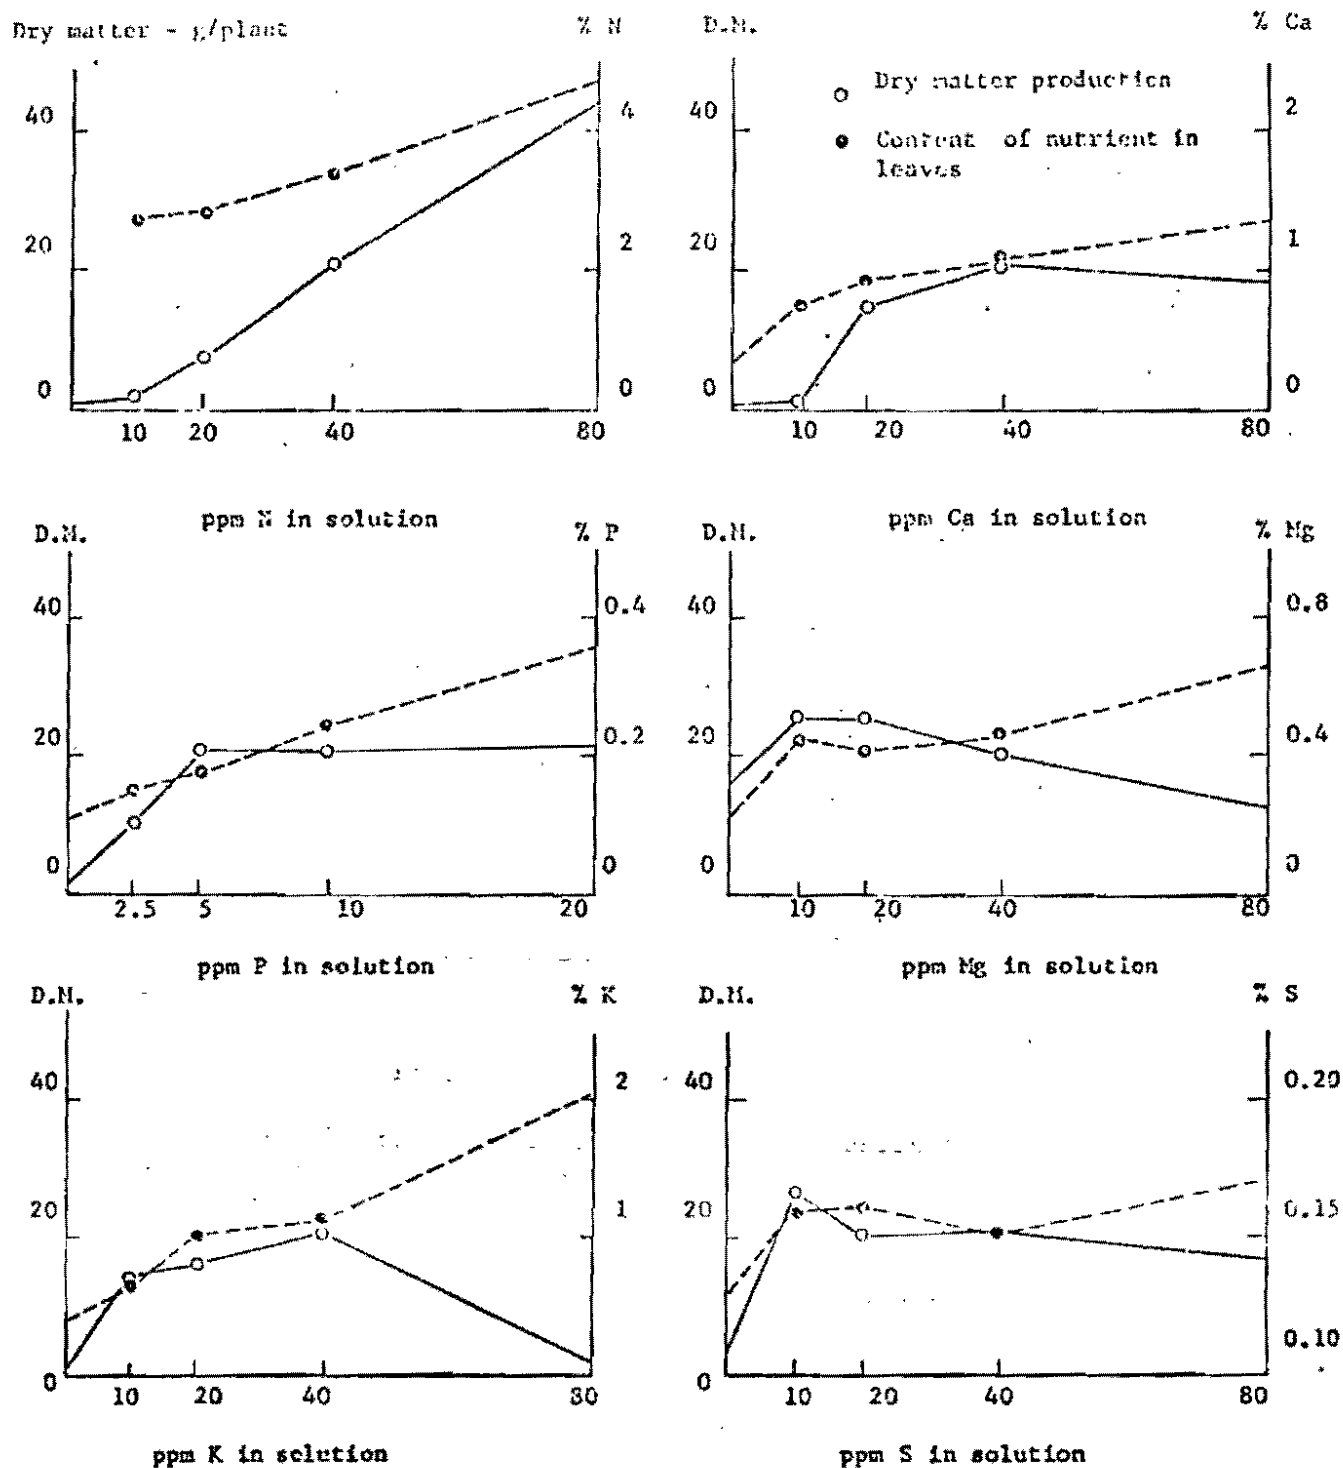 Dry matter - g/plant
% N
40
20
0
4
2
0
10 20 40 80
ppm N in solution
D.M.
% Ca
○ Dry matter production
● Content of nutrient in
leaves
40
20
0
2
1
0
10 20 40 80
ppm Ca in solution
D.M.
% P
40
20
0
0.4
0.2
0
2.5 5 10 20
ppm P in solution
% Mg
40
20
0
0.8
0.4
0
10 20 40 80
ppm Mg in solution
D.M.
% K
40
20
0
2
1
10 20 40 80
ppm K in solution
D.M.
% S
40
20
0
0.20
0.15
0.10
10 20 40 80
ppm S in solution